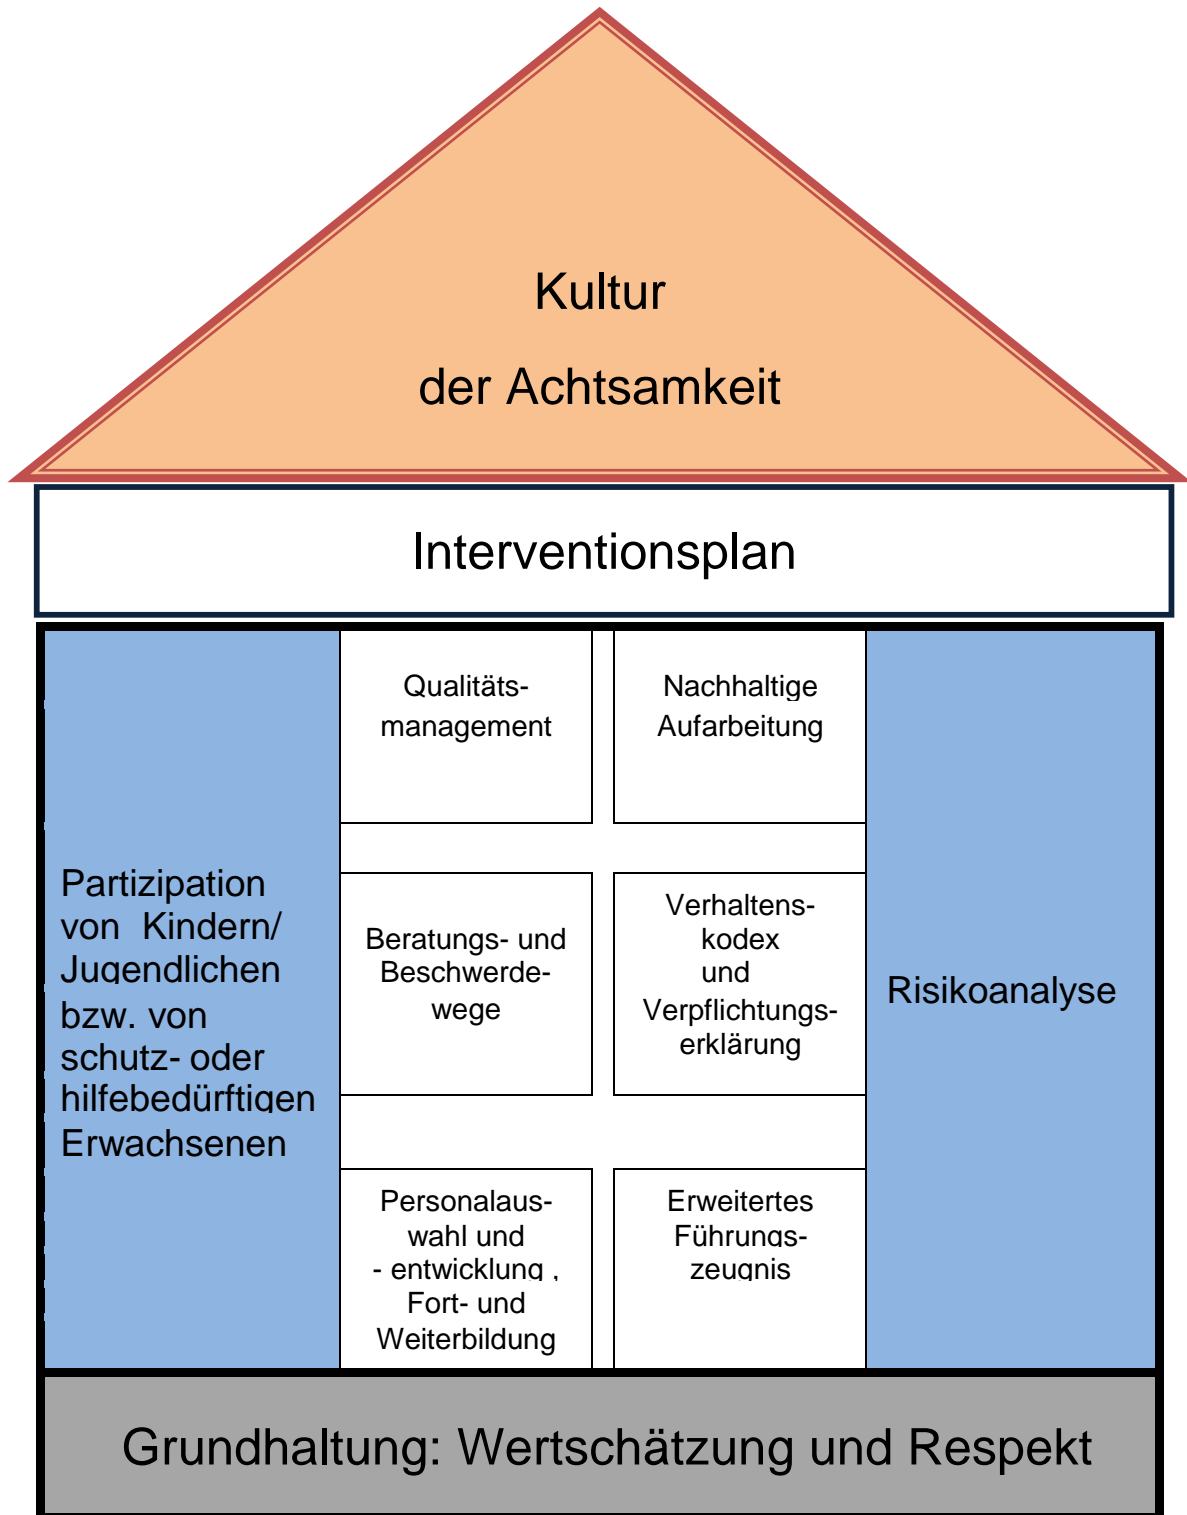 Kultur
der Achtsamkeit
Interventionsplan
Partizipation
von Kindern/
Jugendlichen
bzw. von
schutz- oder
hilfebedürftigen
Erwachsenen
Qualitäts-
management
Nachhaltige
Aufarbeitung
Beratungs- und
Beschwerde-
wege
Verhaltens-
kodex
und
Verpflichtungs-
erklärung
Personalaus-
wahl und
- entwicklung ,
Fort- und
Weiterbildung
Erweitertes
Führungs-
zeugnis
Risikoanalyse
Grundhaltung: Wertschätzung und Respekt